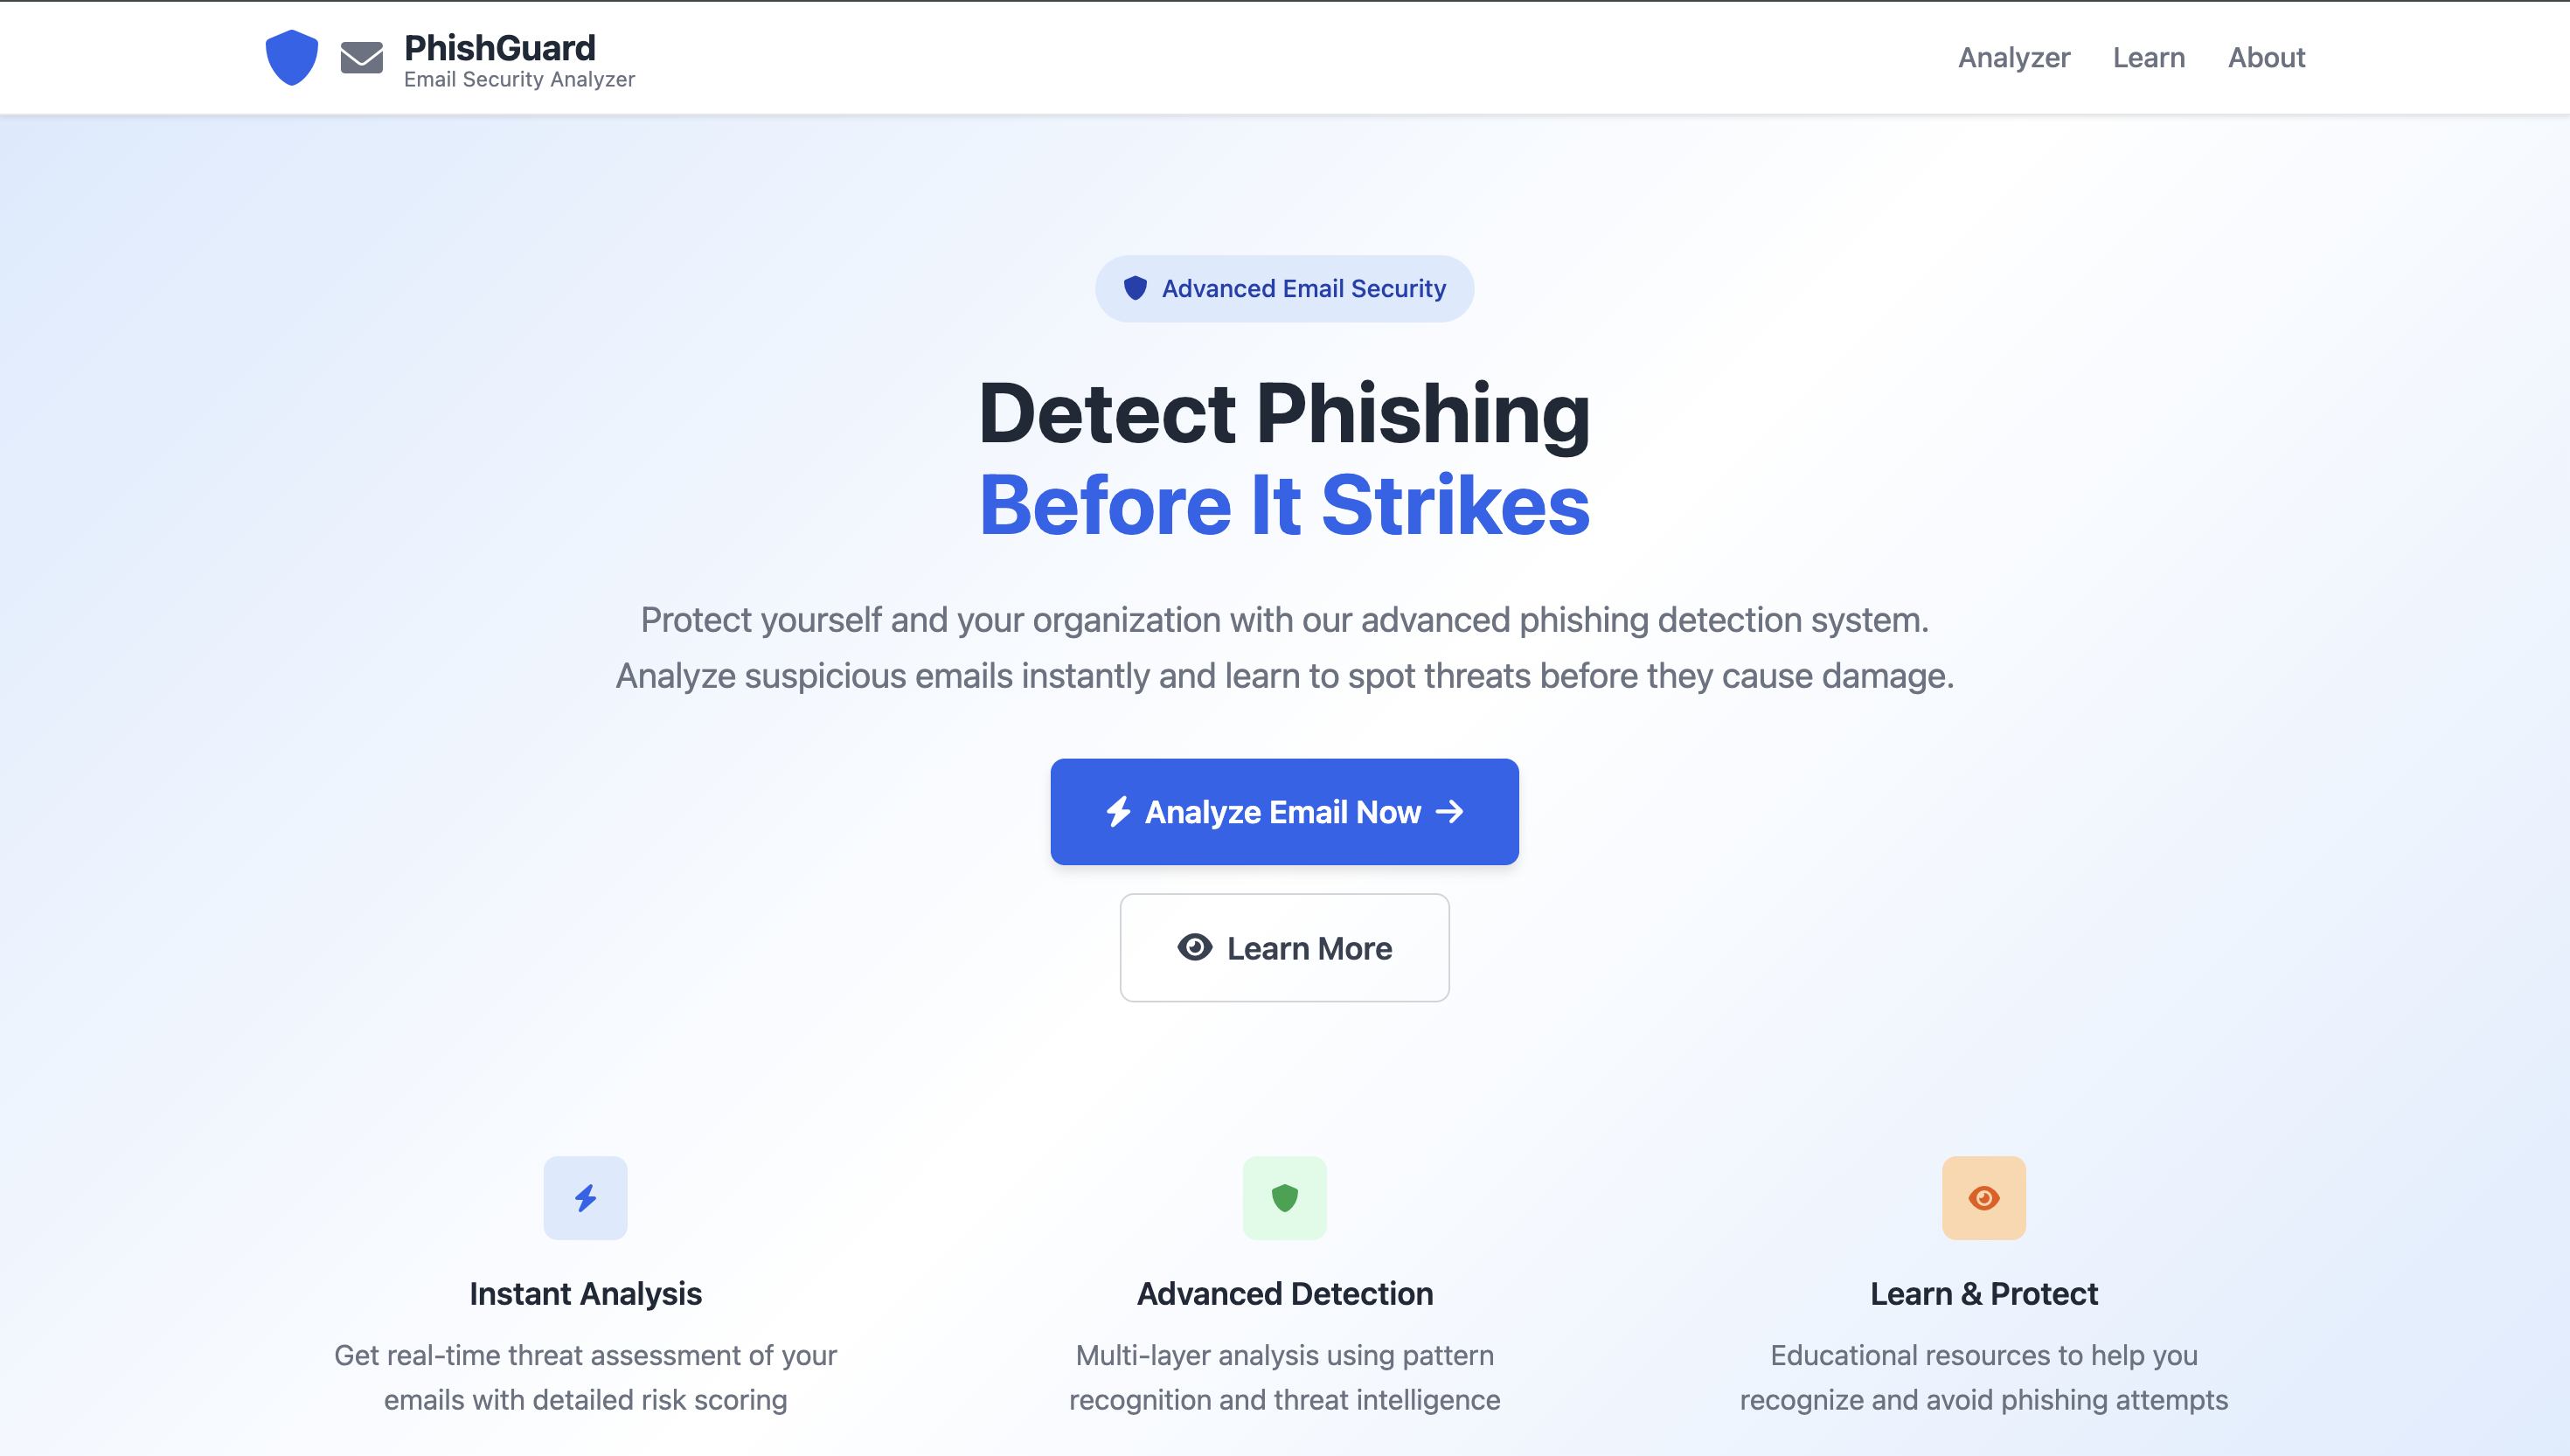 PhishGuard
Email Security Analyzer
Analyzer
Learn
About
Advanced Email Security
Detect Phishing
Before It Strikes
Protect yourself and your organization with our advanced phishing detection system.
Analyze suspicious emails instantly and learn to spot threats before they cause damage.
Analyze Email Now →
Learn More
Instant Analysis
Get real-time threat assessment of your
emails with detailed risk scoring
Advanced Detection
Multi-layer analysis using pattern
recognition and threat intelligence
Learn & Protect
Educational resources to help you
recognize and avoid phishing attempts